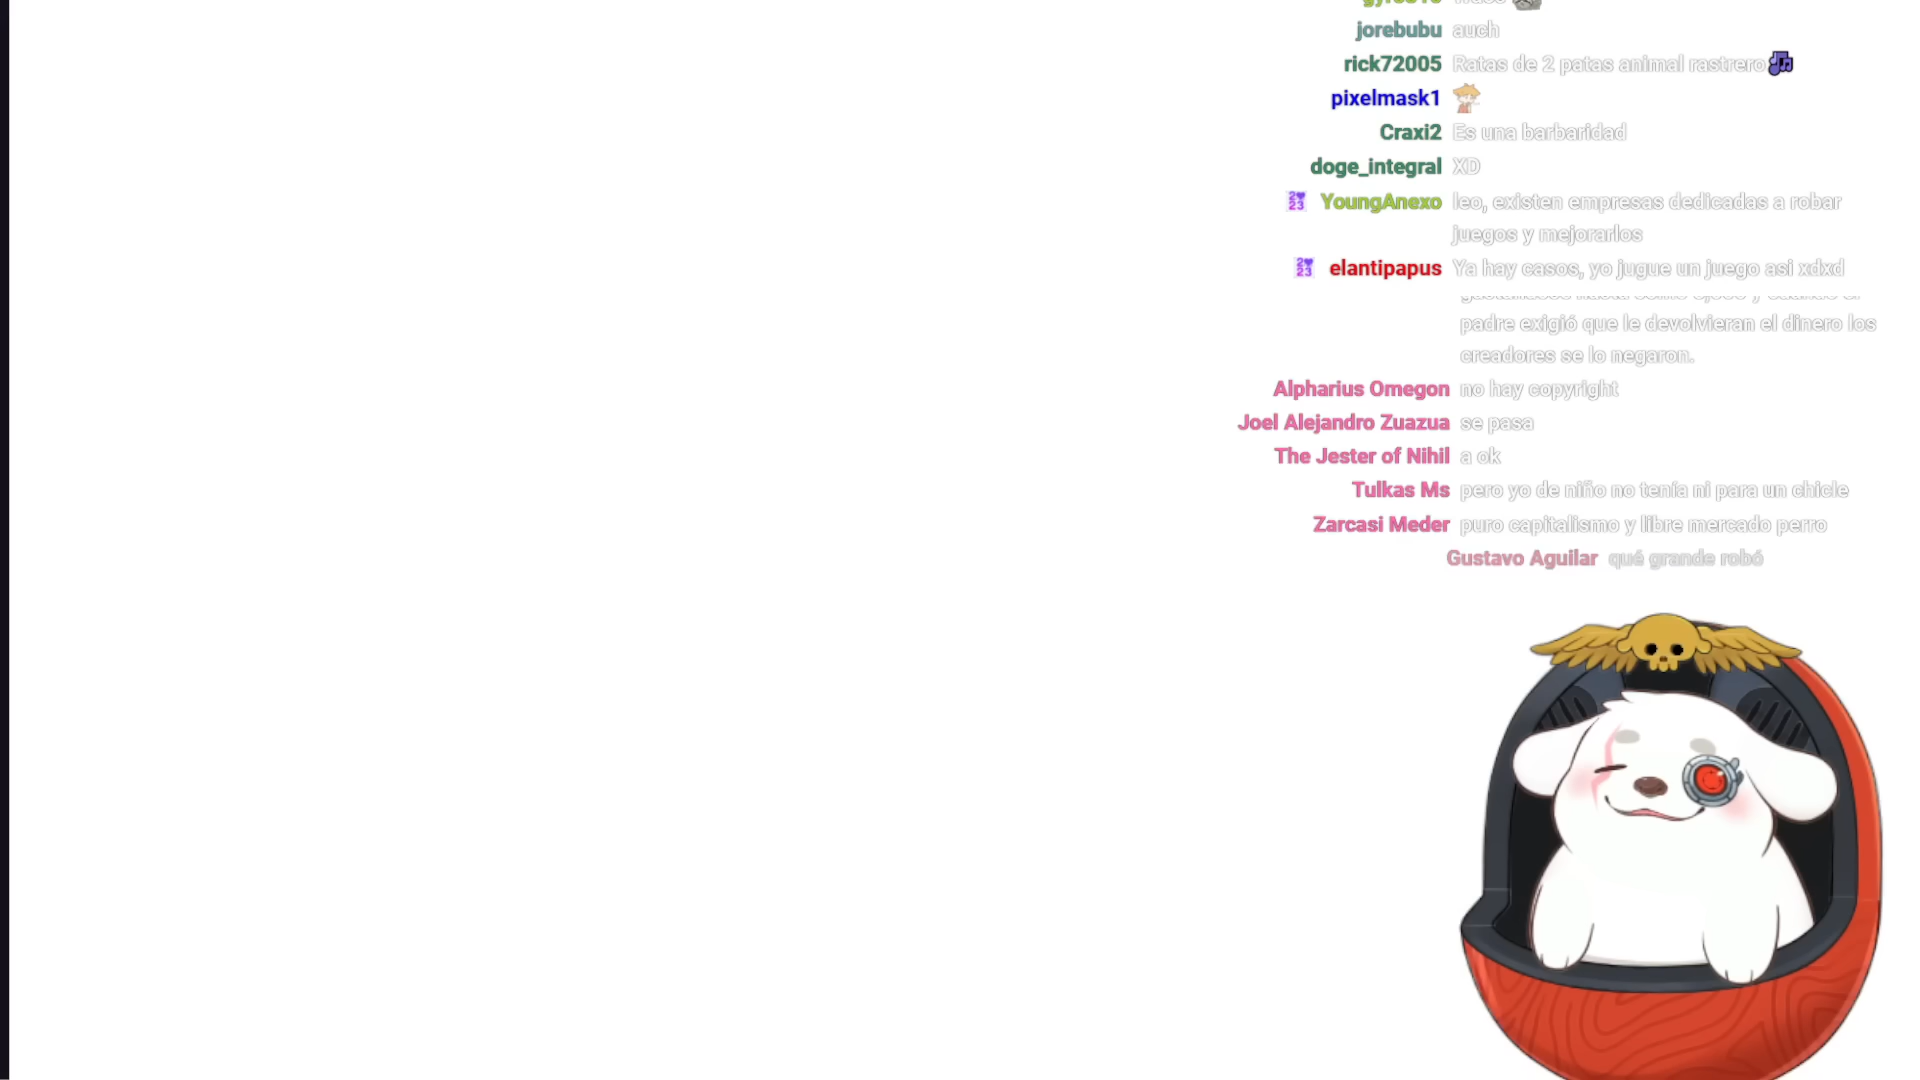 jorebubu auch
rick72005 Ratas de 2 patas animal rastrero
pixelmask1
Craxi2 Es una barbaridad
doge_integral XD
YoungAnexo leo, existen empresas dedicadas a robar
juegos y mejorarlos
elantipapus Ya hay casos, yo jugue un juego asi xdxd
padre exigió que le devolvieran el dinero los
creadores se lo negaron.
Alpharius Omegon no hay copyright
Joel Alejandro Zuazua se pasa
The Jester of Nihil a ok
Tulkas Ms pero yo de niño no tenía ni para un chicle
Zarcasi Meder puro capitalismo y libre mercado perro
Gustavo Aguilar qué grande robó